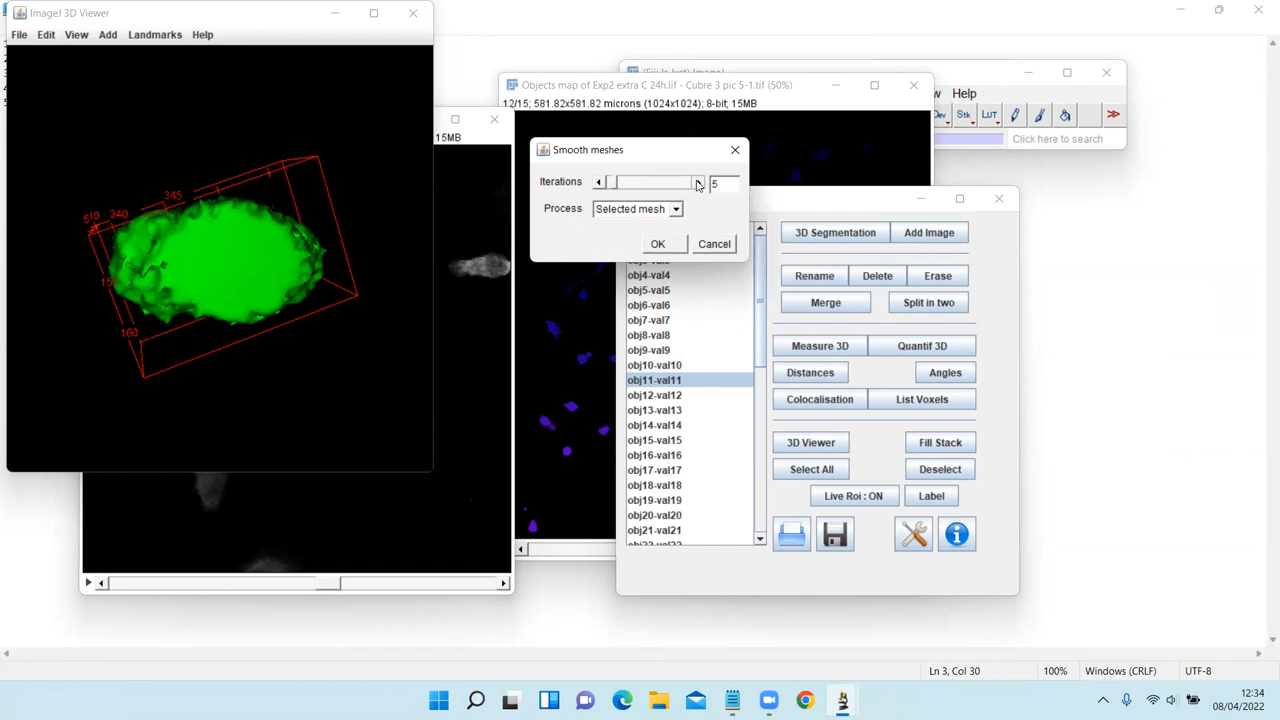 ImageJ 3D Viewer
File Edit View Add Landmarks Help
345
340
160
15MB
Objects map of Exp2 extra C 24h.lif - Cubre 3 pic 5-1.tif (50%)
12/15; 581.82x581.82 microns (1024x1024); 8-bit; 15MB
Help
Dev Stk LUT
Click here to search
Smooth meshes
Iterations 5
Process Selected mesh
OK Cancel
obj4-val4
obj5-val5
obj6-val6
obj7-val7
obj8-val8
obj9-val9
obj10-val10
obj11-val11
obj12-val12
obj13-val13
obj14-val14
obj15-val15
obj16-val16
obj17-val17
obj18-val18
obj19-val19
obj20-val20
obj21-val21
3D Segmentation Add Image
Rename Delete Erase
Merge Split in two
Measure 3D Quantif 3D
Distances Angles
Colocalisation List Voxels
3D Viewer Fill Stack
Select All Deselect
Live Roi : ON Label
Ln 3, Col 30 100% Windows (CRLF) UTF-8
12:34
08/04/2022